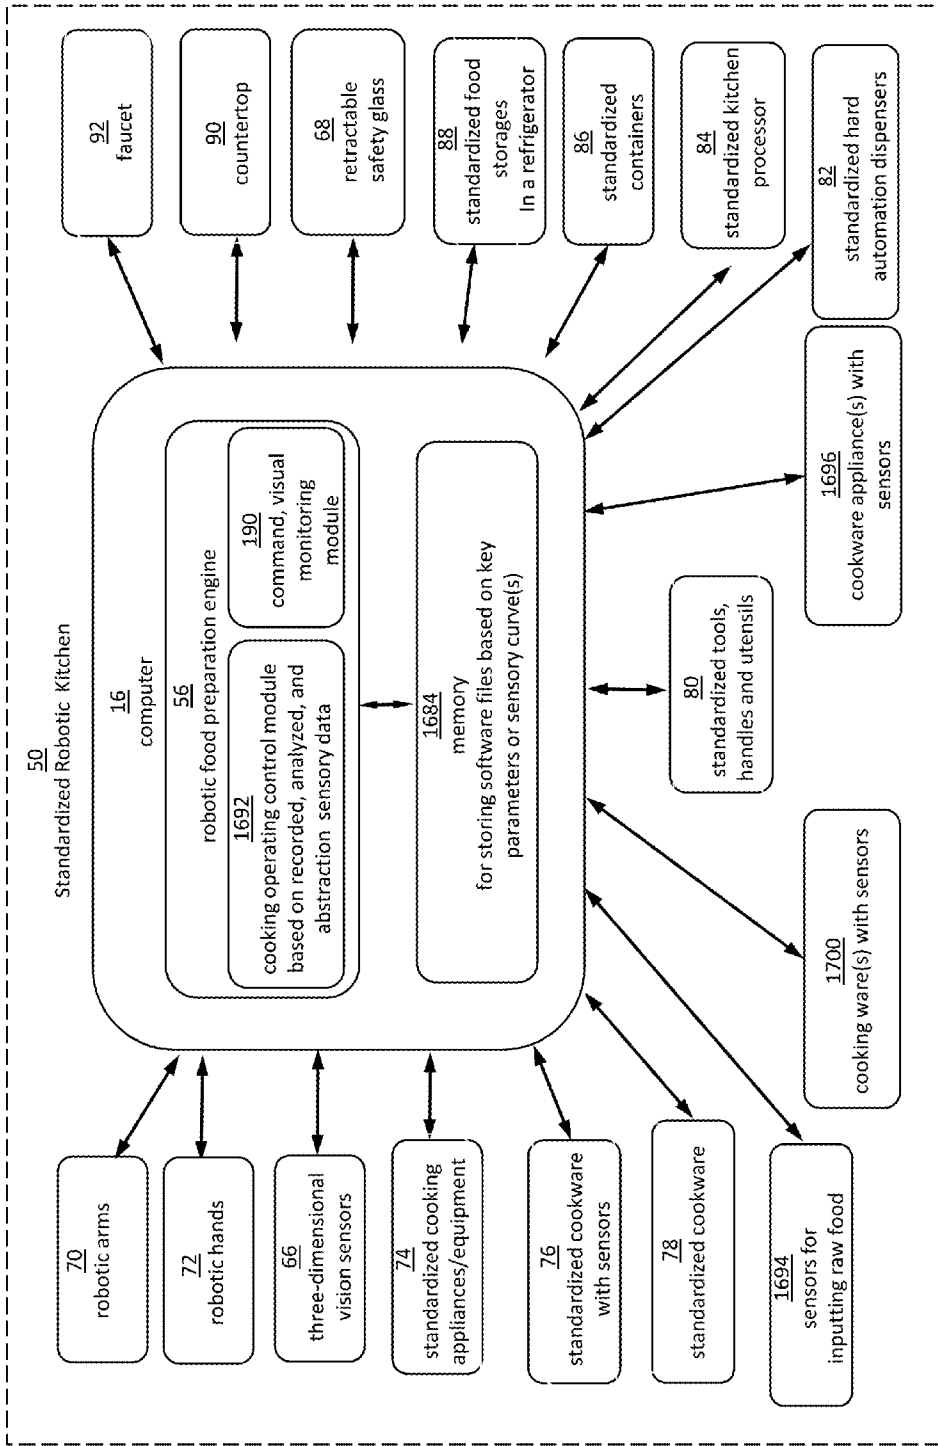 50
Standardized Robotic Kitchen
16
computer
56
robotic food preparation engine
1692
cooking operating control module
based on recorded, analyzed, and
abstraction sensory data
190
command, visual
monitoring
module
1684
memory
for storing software files based on key
parameters or sensory curve(s)
70
robotic arms
72
robotic hands
66
three-dimensional
vision sensors
74
standardized cooking
appliances/equipment
76
standardized cookware
with sensors
78
standardized cookware
1694
sensors for
inputting raw food
1700
cooking ware(s) with sensors
80
standardized tools,
handles and utensils
1696
cookware appliance(s) with
sensors
92
faucet
90
countertop
68
retractable
safety glass
88
standardized food
storages
In a refrigerator
86
standardized
containers
84
standardized kitchen
processor
82
standardized hard
automation dispensers